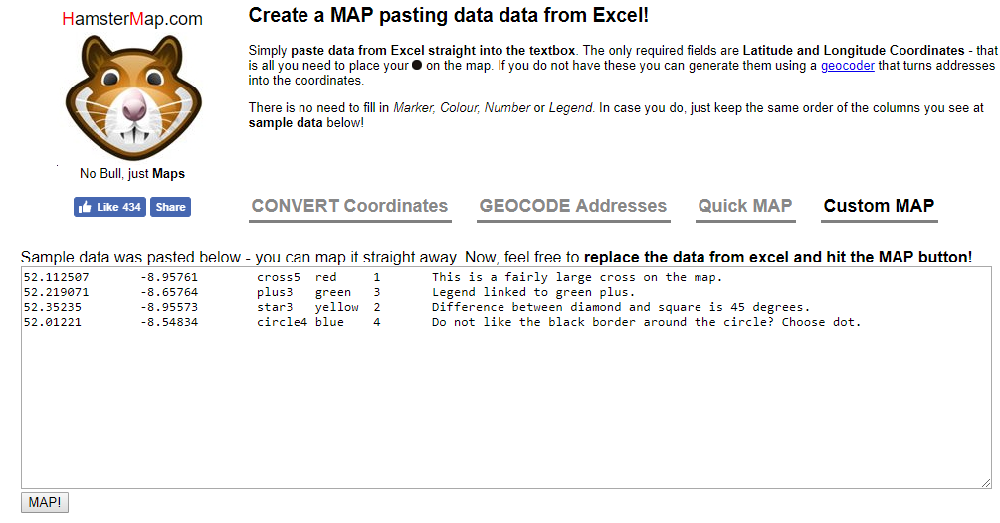 HamsterMap.com
No Bull, just Maps
Like 434 Share
Create a MAP pasting data data from Excel!
Simply paste data from Excel straight into the textbox. The only required fields are Latitude and Longitude Coordinates - that
is all you need to place your ● on the map. If you do not have these you can generate them using a geocoder that turns addresses
into the coordinates.
There is no need to fill in Marker, Colour, Number or Legend. In case you do, just keep the same order of the columns you see at
sample data below!
CONVERT Coordinates GEOCODE Addresses Quick MAP Custom MAP
Sample data was pasted below - you can map it straight away. Now, feel free to replace the data from excel and hit the MAP button!
52.112507 -8.95761 cross5 red 1 This is a fairly large cross on the map.
52.219071 -8.65764 plus3 green 3 Legend linked to green plus.
52.35235 -8.95573 star3 yellow 2 Difference between diamond and square is 45 degrees.
52.01221 -8.54834 circle4 blue 4 Do not like the black border around the circle? Choose dot.
MAP!